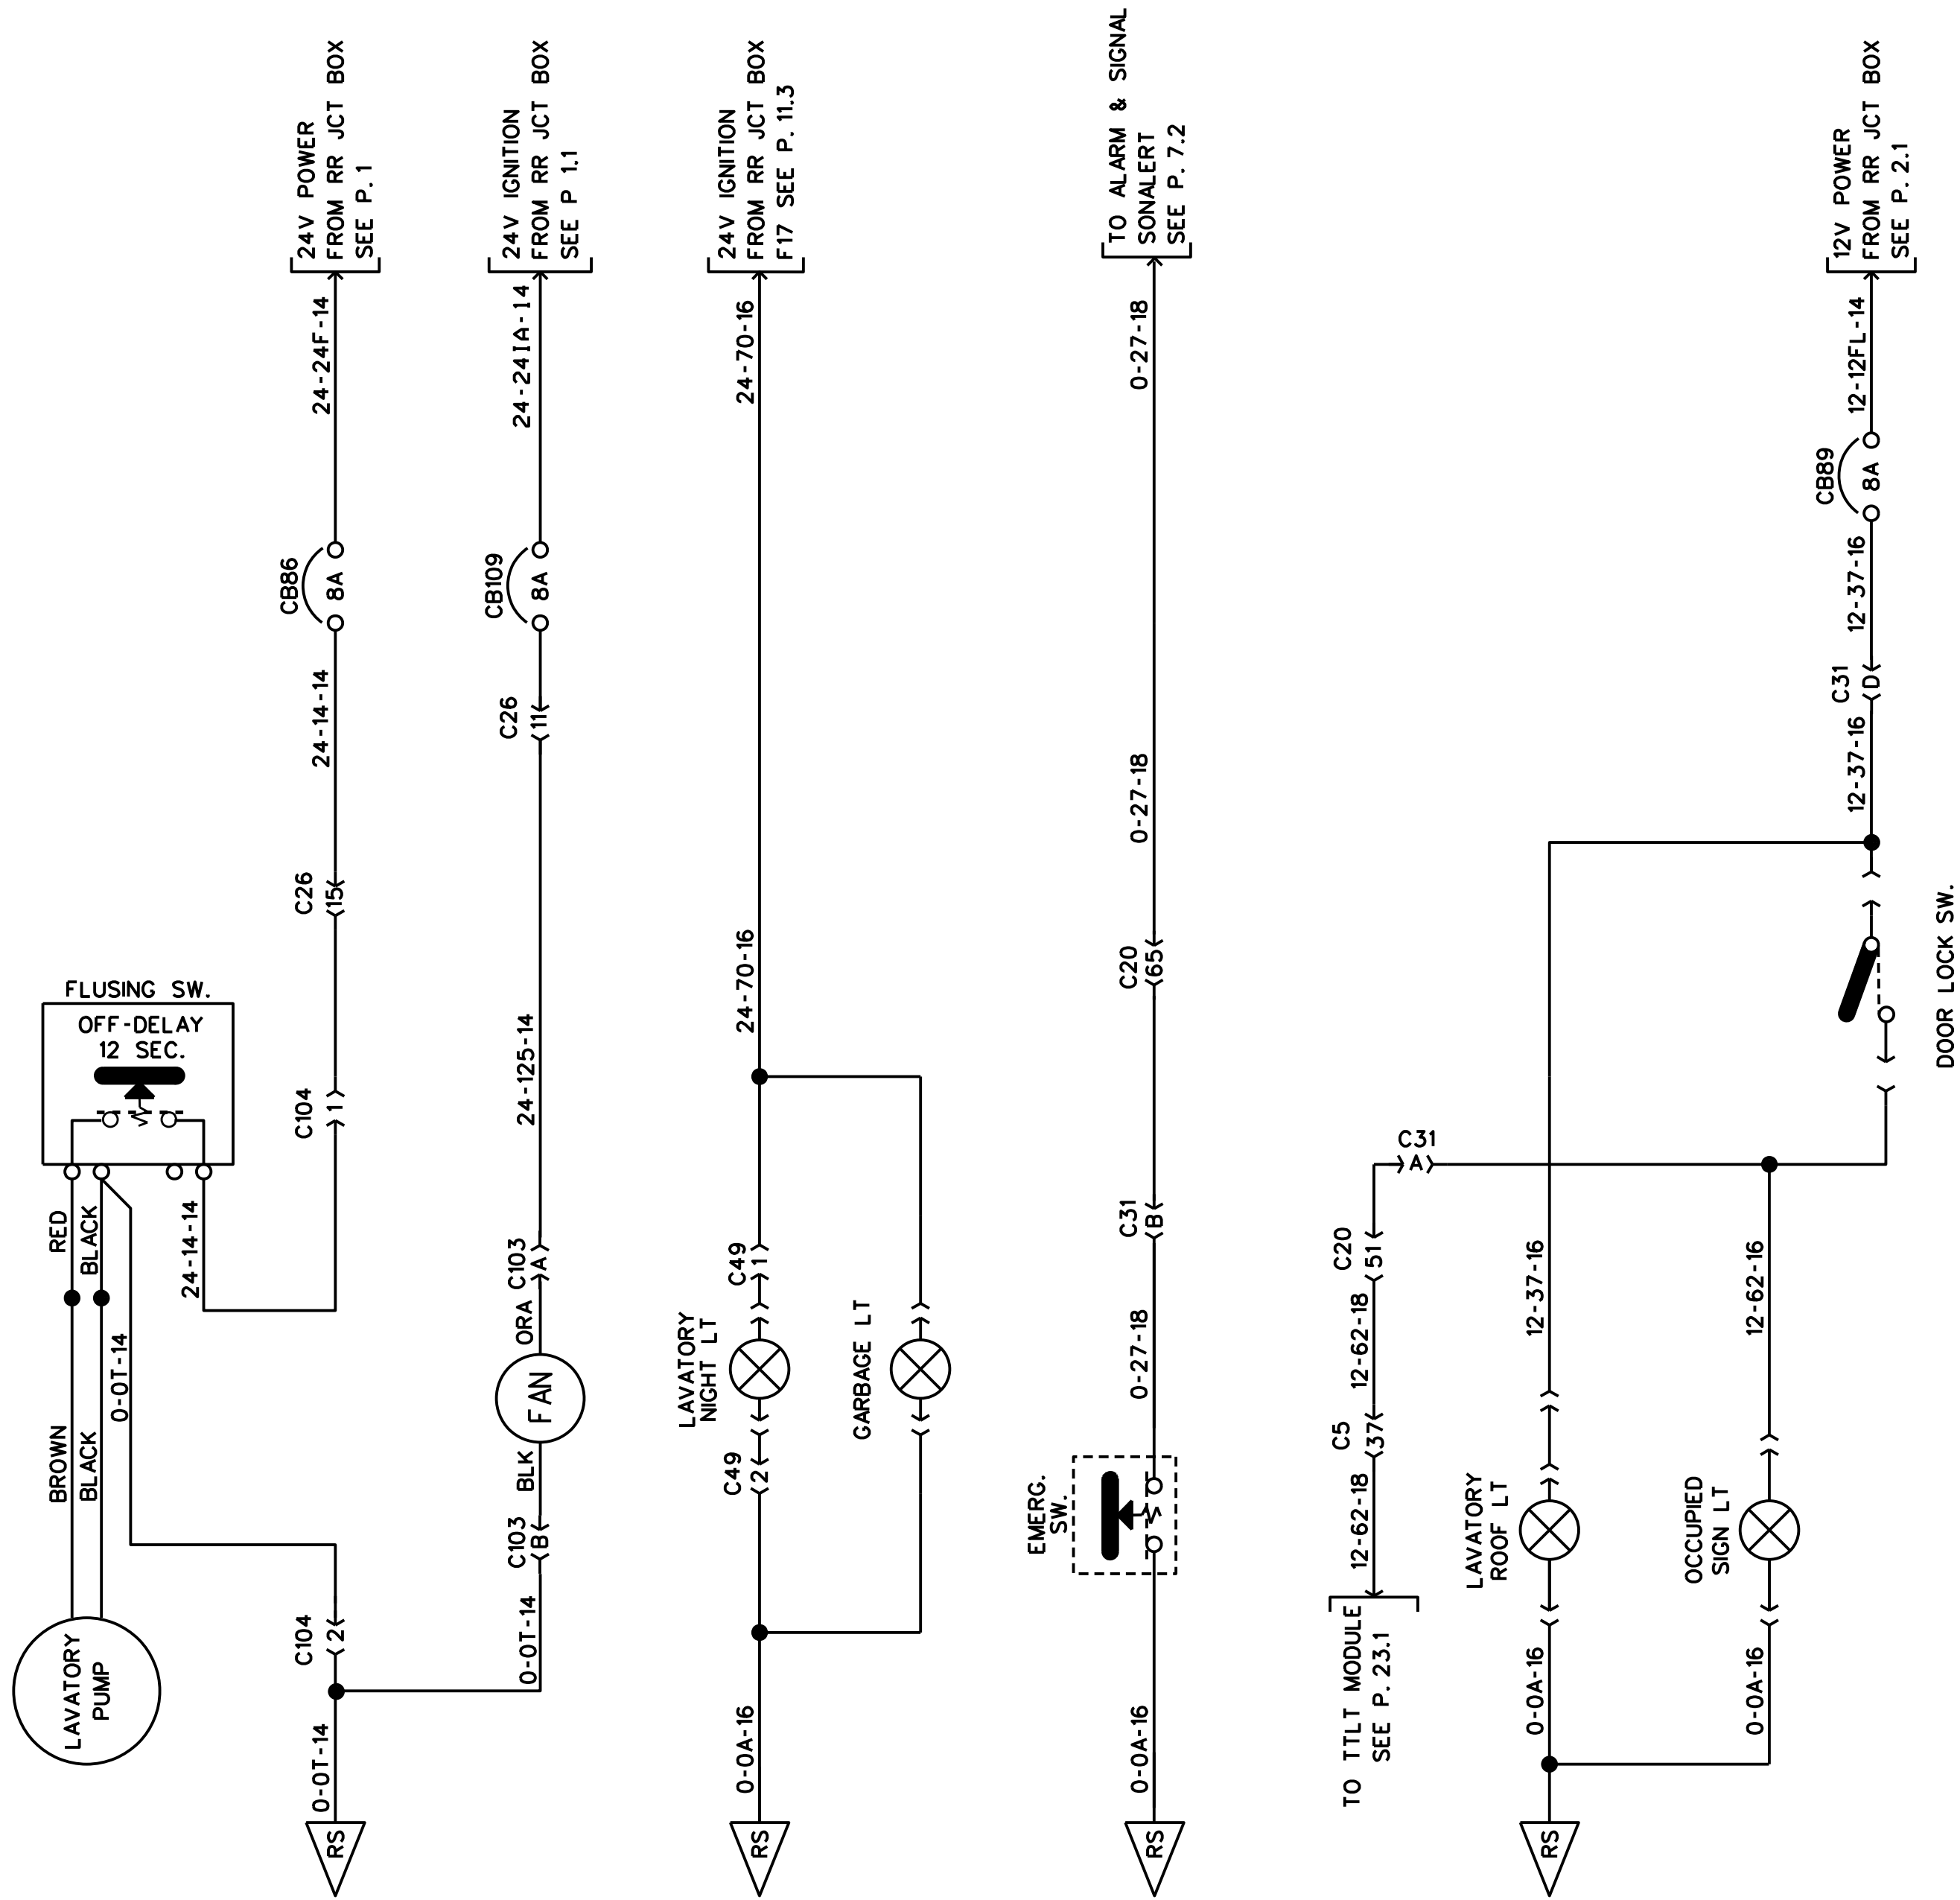 24V POWER
FROM RR JCT BOX
SEE P. 1
24-24F-14
CB86
8A
24-14-14
C26
15
C104
1
FLUSING SW.
OFF-DELAY
12 SEC.
RED
BLACK
24-14-14
BROWN
BLACK
0-0T-14
LAVATORY
PUMP
C104
2
0-0T-14
RS
24V IGNITION
FROM RR JCT BOX
SEE P 1.1
24-24IA-14
CB109
8A
C26
11
24-125-14
C103
A
ORA
FAN
BLK
C103
B
0-0T-14
24V IGNITION
FROM RR JCT BOX
F17 SEE P. 11.3
24-70-16
24-70-16
C49
1
LAVATORY
NIGHT LT
GARBAGE LT
C49
2
0-0A-16
RS
TO ALARM & SIGNAL
SONALERT
SEE P. 7.2
0-27-18
0-27-18
C20
65
C31
B
0-27-18
EMERG.
SW.
0-0A-16
RS
12V POWER
FROM RR JCT BOX
SEE P. 2.1
12-12FL-14
CB89
8A
12-37-16
C31
D
12-37-16
DOOR LOCK SW.
C31
A
C20
51
12-62-18
C5
37
12-62-18
TO TTLT MODULE
SEE P. 23.1
12-37-16
LAVATORY
ROOF LT
0-0A-16
12-62-16
OCCUPIED
SIGN LT
0-0A-16
RS